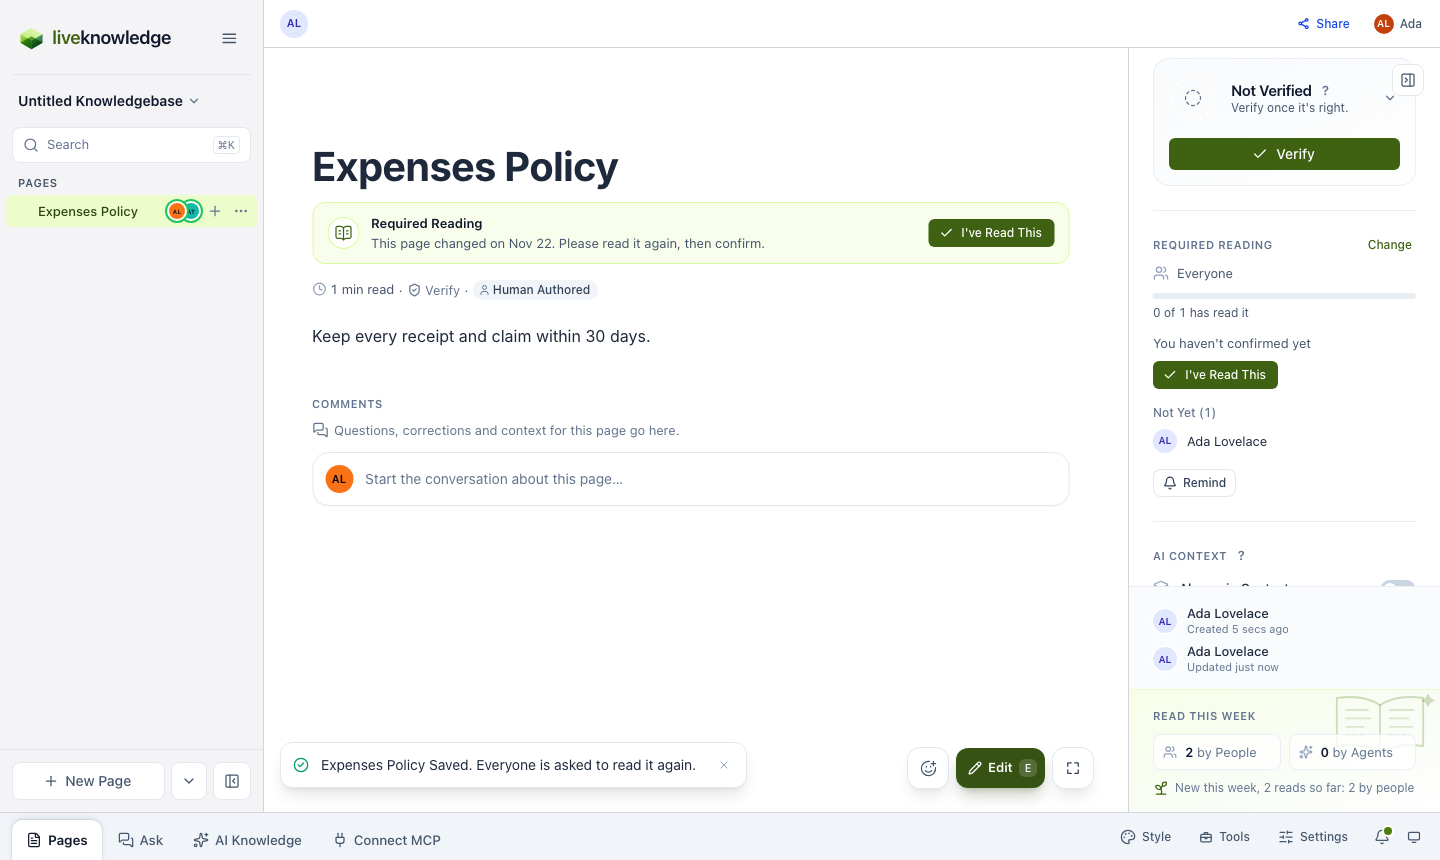 liveknowledge
Untitled Knowledgebase
Search
⌘K
PAGES
Expenses Policy
AL
New Page
AL
Share
AL
Ada
Expenses Policy
Required Reading
This page changed on Nov 22. Please read it again, then confirm.
I've Read This
1 min read · Verify · Human Authored
Keep every receipt and claim within 30 days.
COMMENTS
Questions, corrections and context for this page go here.
AL
Start the conversation about this page...
Expenses Policy Saved. Everyone is asked to read it again.
Edit
E
Not Verified ?
Verify once it's right.
Verify
REQUIRED READING
Change
Everyone
0 of 1 has read it
You haven't confirmed yet
I've Read This
Not Yet (1)
AL
Ada Lovelace
Remind
AI CONTEXT ?
AL
Ada Lovelace
Created 5 secs ago
AL
Ada Lovelace
Updated just now
READ THIS WEEK
2 by People
0 by Agents
New this week, 2 reads so far: 2 by people
Pages
Ask
AI Knowledge
Connect MCP
Style
Tools
Settings